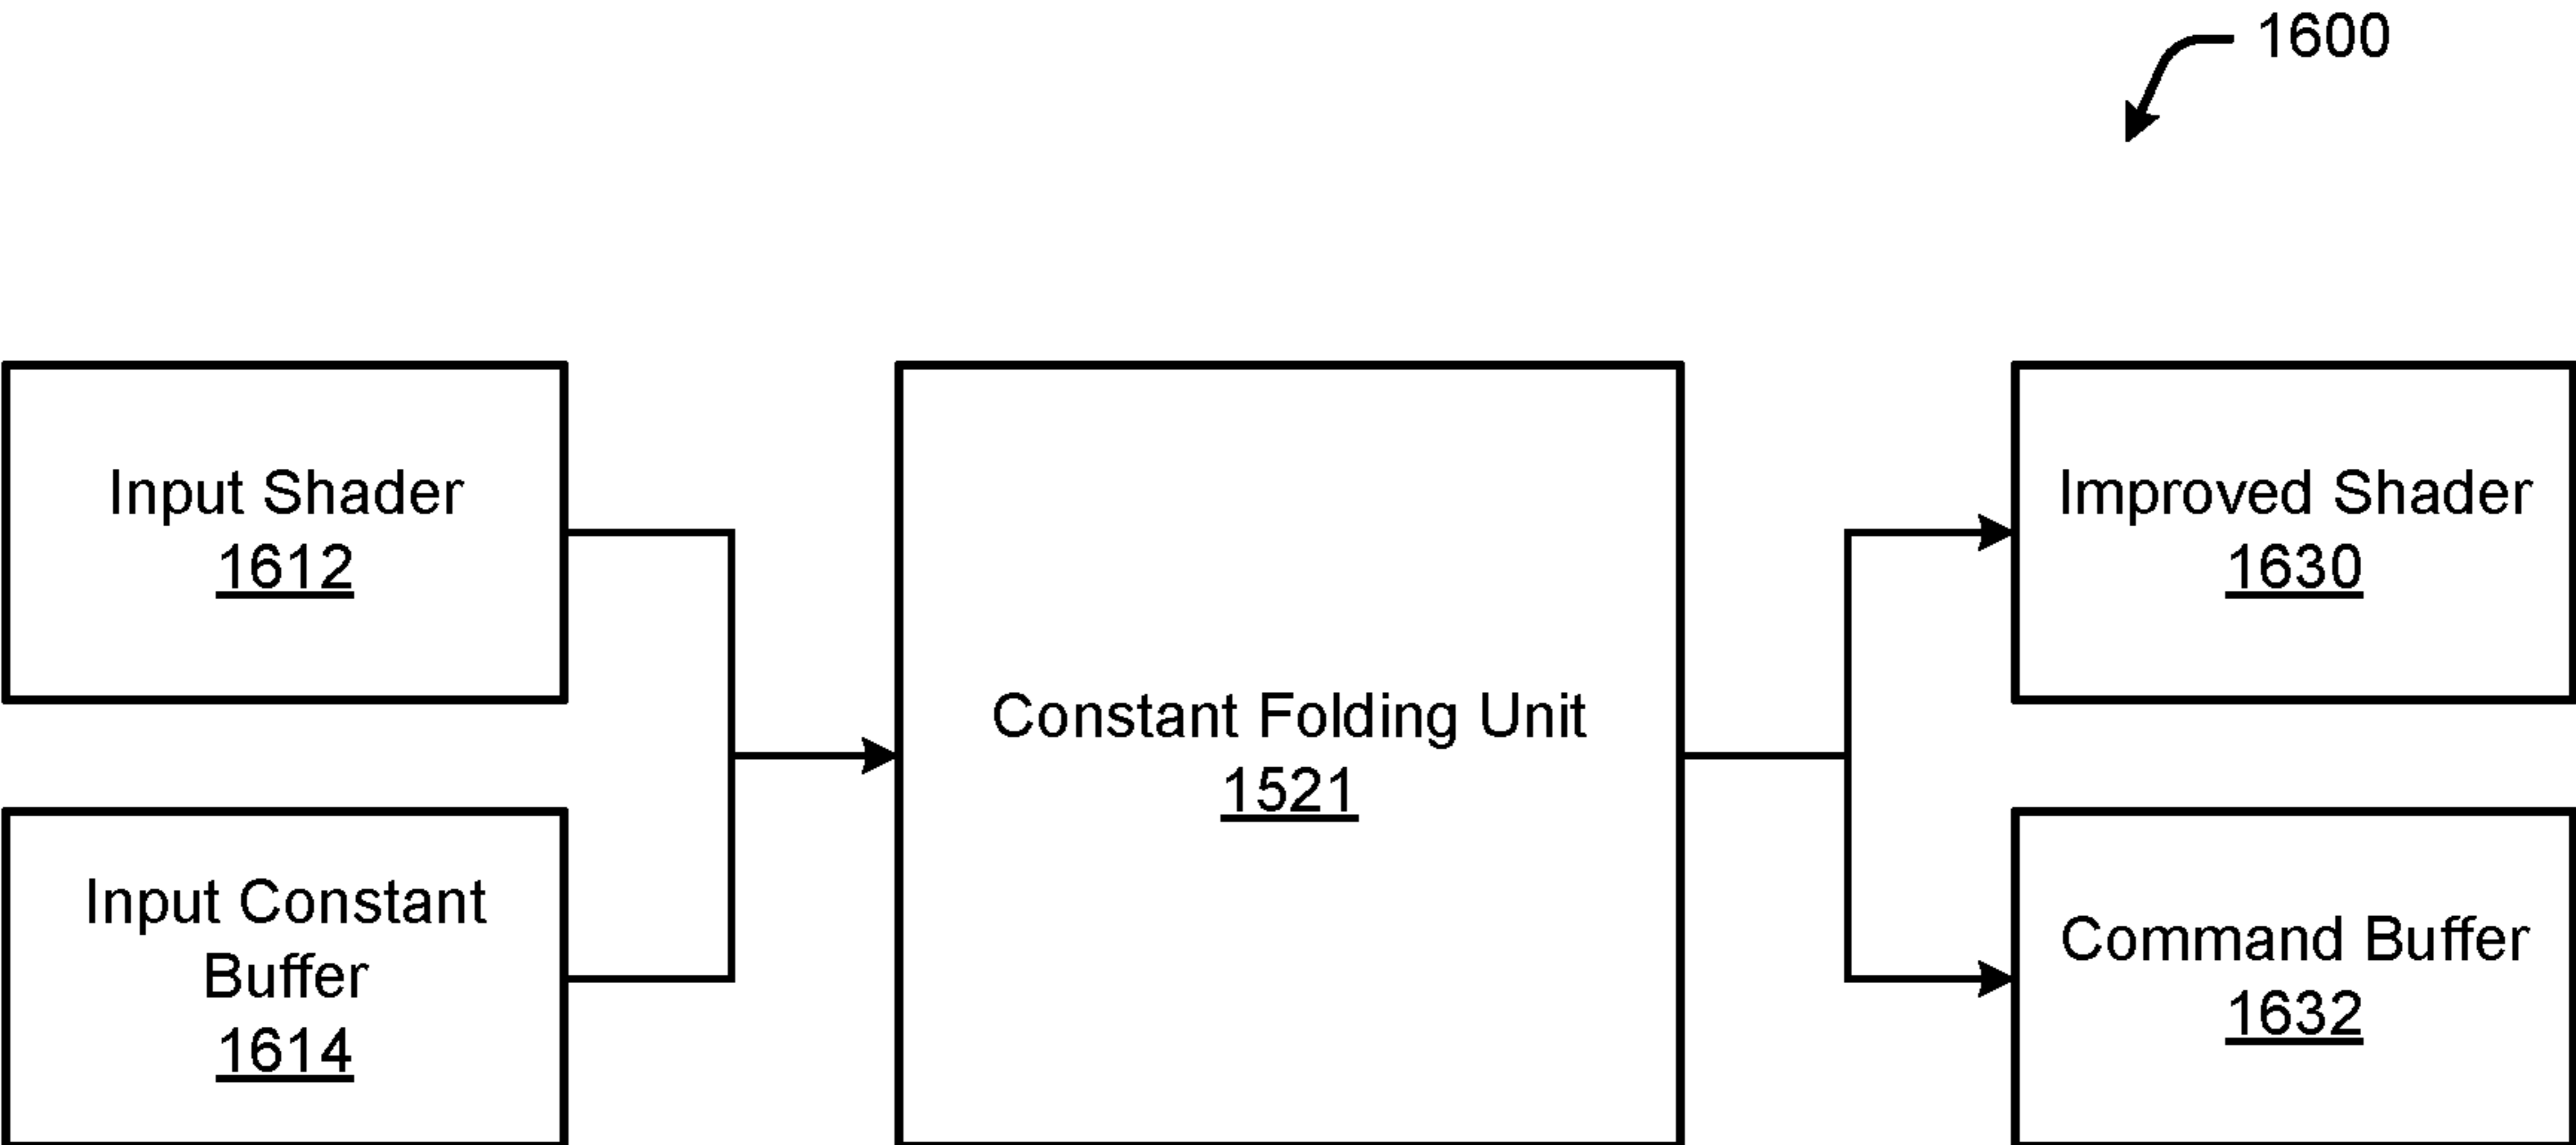 1600
Input Shader
1612
Input Constant
Buffer
1614
Constant Folding Unit
1521
Improved Shader
1630
Command Buffer
1632